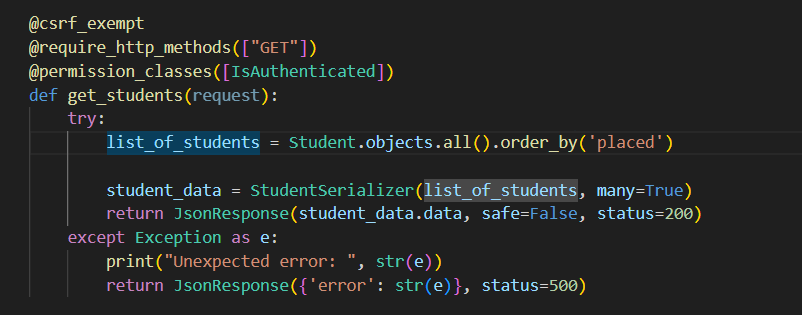 @csrf_exempt
@require_http_methods(["GET"])
@permission_classes([IsAuthenticated])
def get_students(request):
    try:
        list_of_students = Student.objects.all().order_by('placed')

        student_data = StudentSerializer(list_of_students, many=True)
        return JsonResponse(student_data.data, safe=False, status=200)
    except Exception as e:
        print("Unexpected error: ", str(e))
        return JsonResponse({'error': str(e)}, status=500)